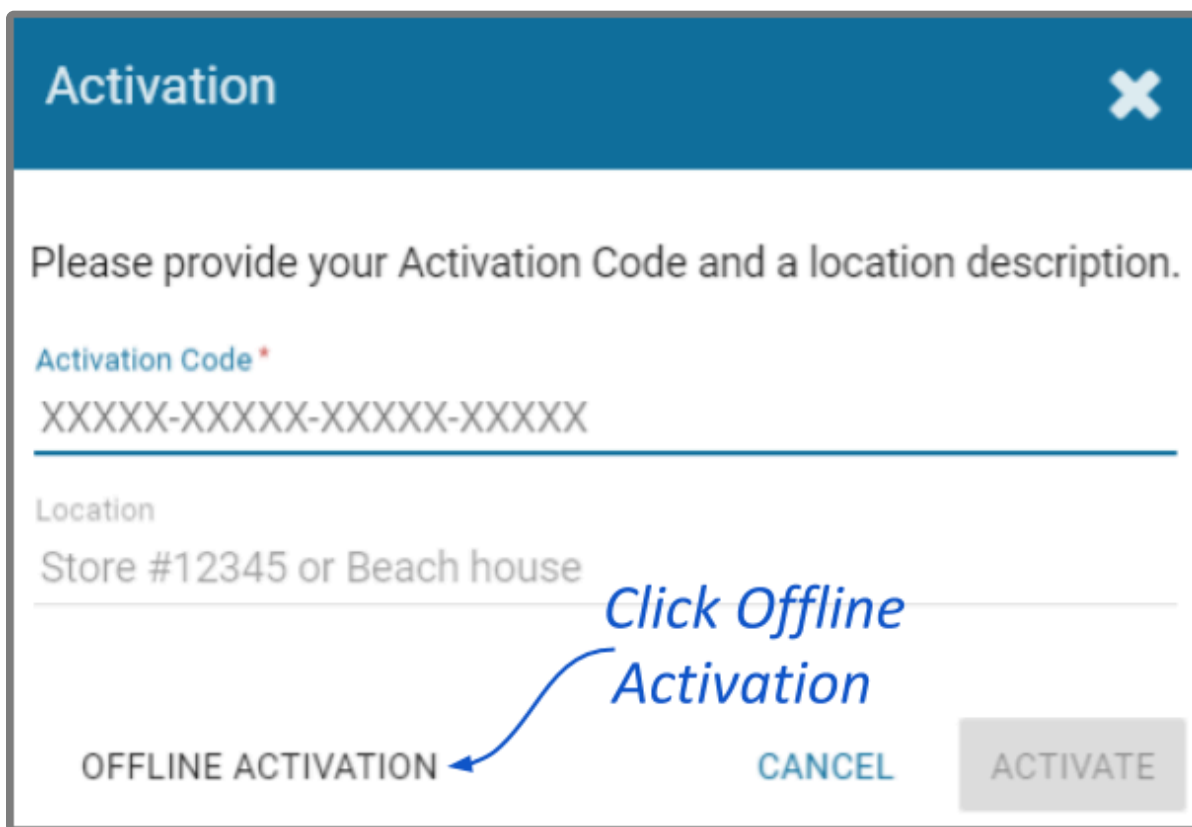 Activation
Please provide your Activation Code and a location description.
Activation Code *
XXXXX-XXXXX-XXXXX-XXXXX
Location
Store #12345 or Beach house
Click Offline
Activation
OFFLINE ACTIVATION CANCEL ACTIVATE